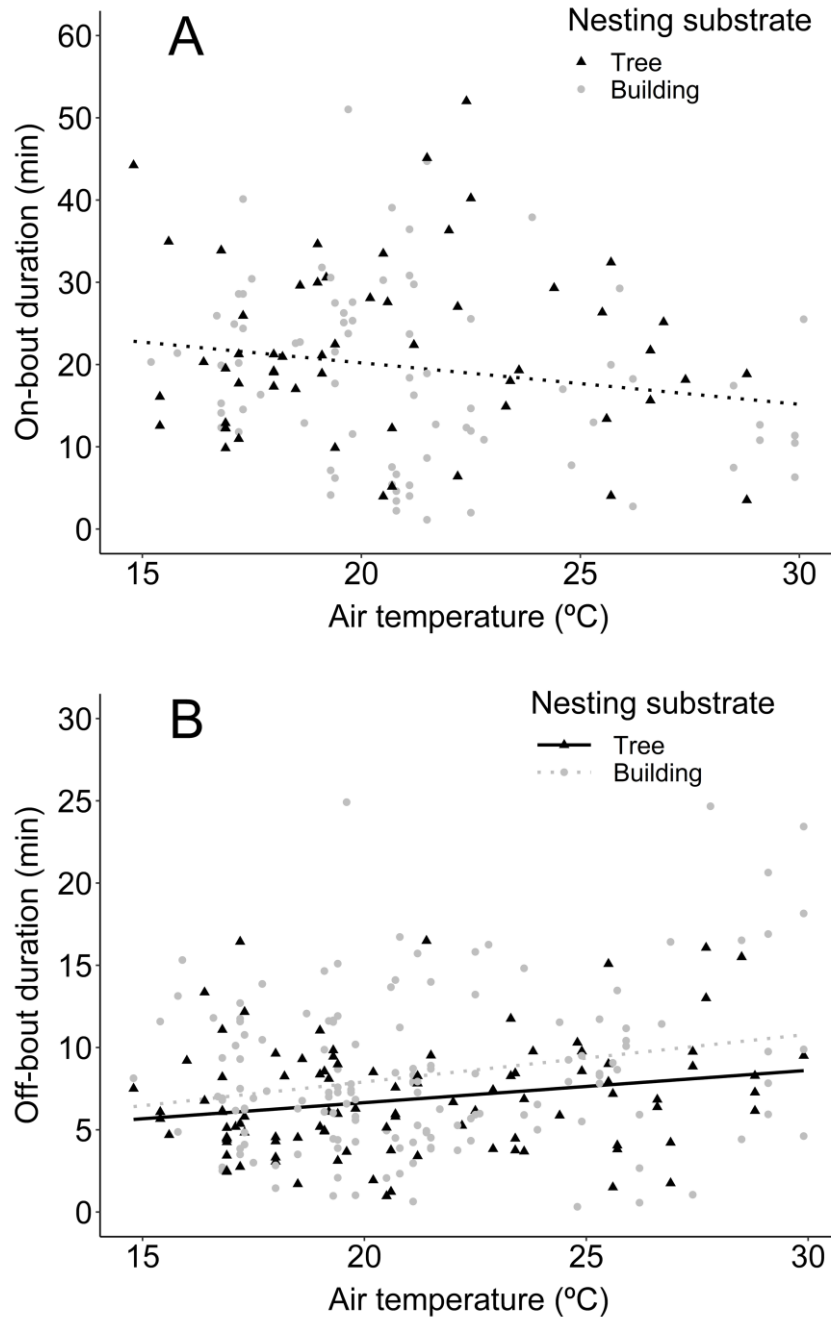 A
Nesting substrate
Tree
Building
60
50
40
30
20
10
0
On-bout duration (min)
15 20 25 30
Air temperature (ºC)
B
Nesting substrate
Tree
Building
30
25
20
15
10
5
0
Off-bout duration (min)
15 20 25 30
Air temperature (ºC)